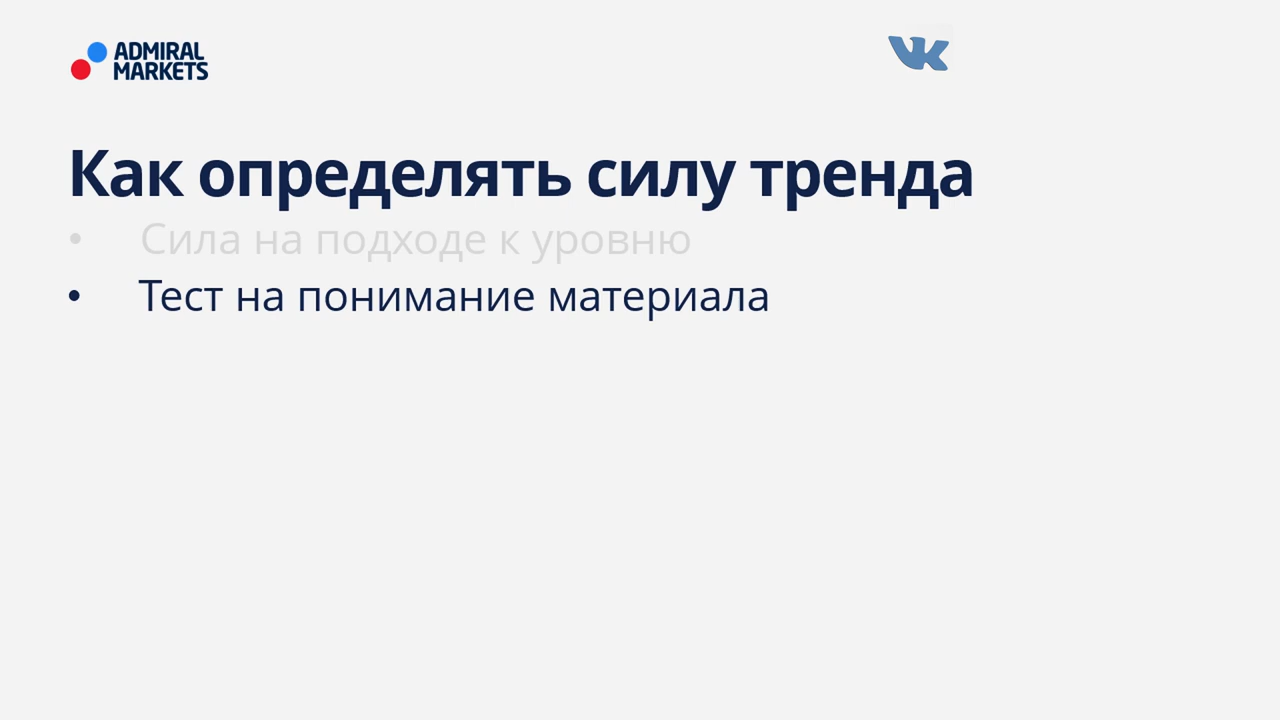 ADMIRAL
MARKETS
Как определять силу тренда
• Сила на подходе к уровню
• Тест на понимание материала